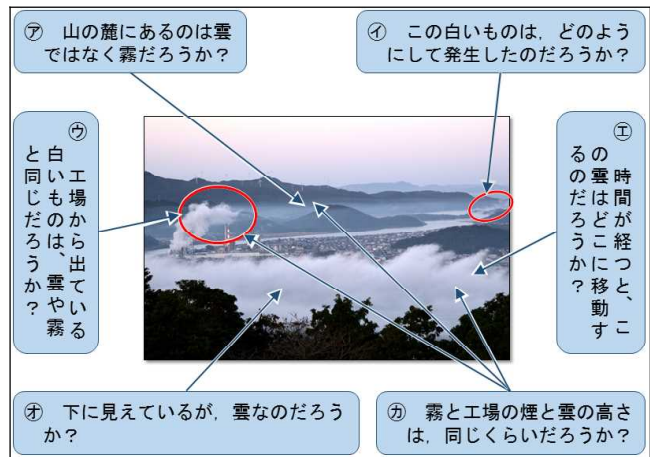 ㋐ 山の麓にあるのは雲
ではなく霧だろうか？
㋑ この白いものは，どのよう
にして発生したのだろうか？
㋒ 工場から出ている
白いものは、雲や霧
と同じだろうか？
㋓ 時間が経つと、こ
の雲はどこに移動す
るのだろうか？
㋔ 下に見えているが，雲なのだろう
か？
㋕ 霧と工場の煙と雲の高さ
は，同じくらいだろうか？